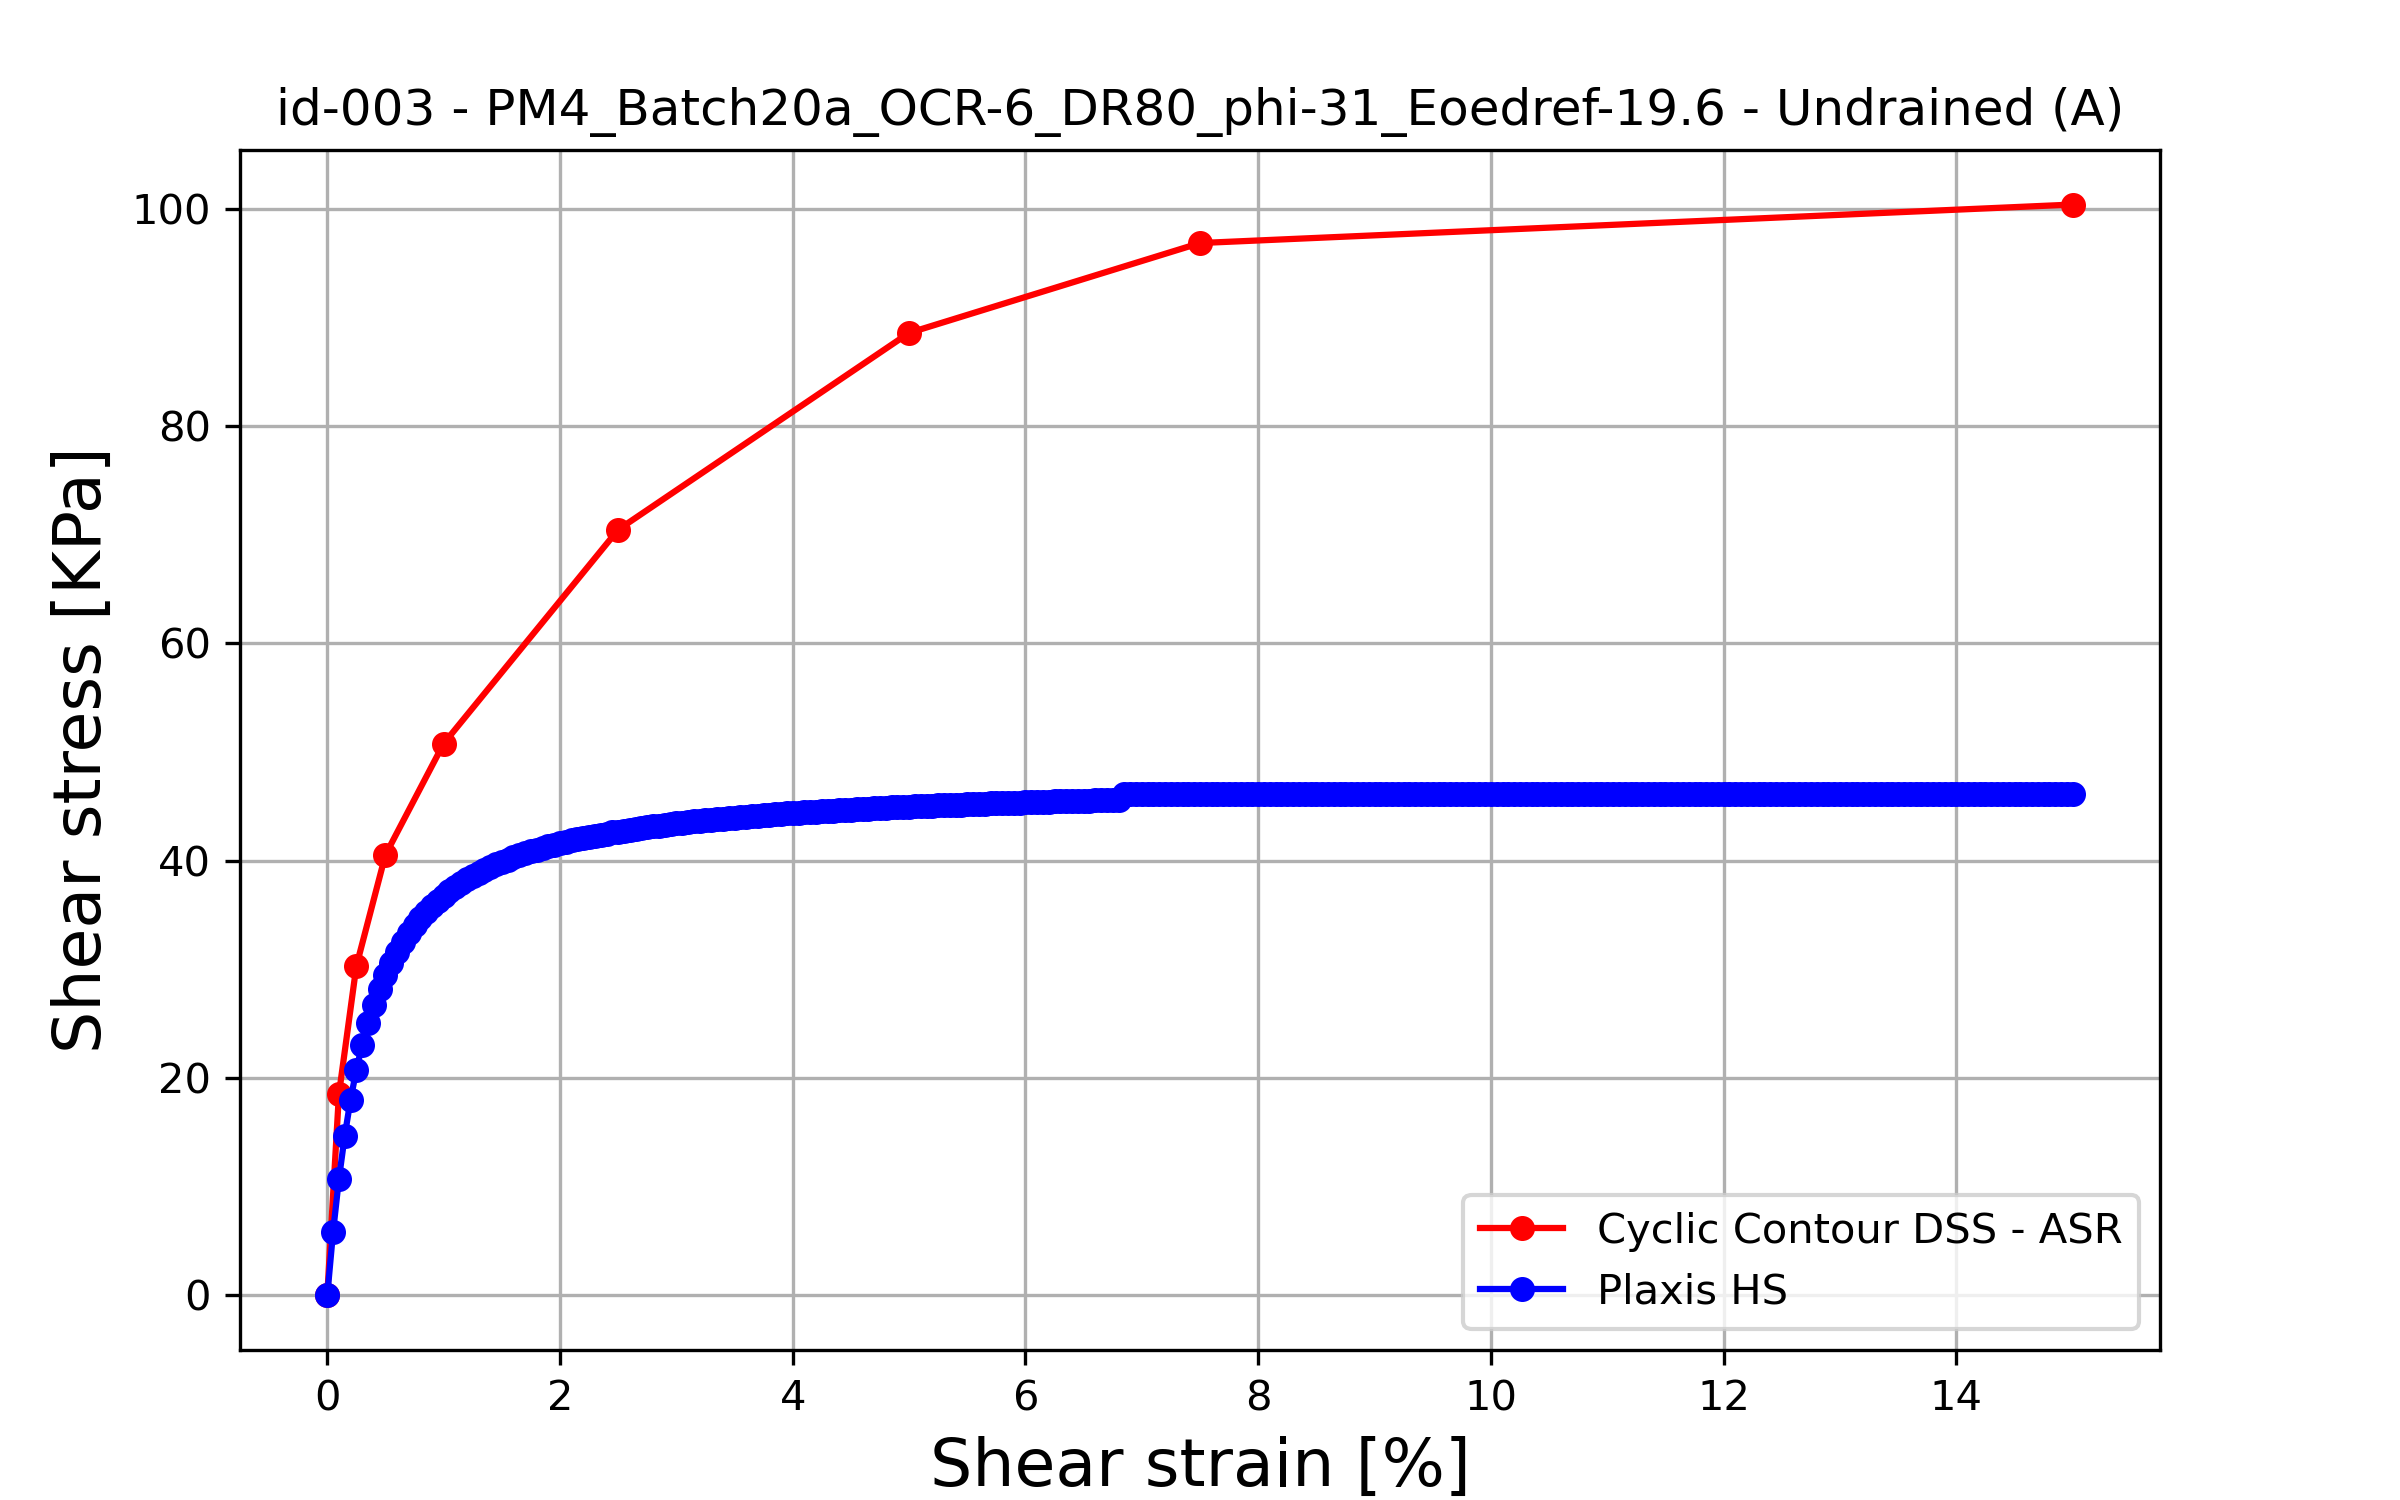 id-003 - PM4_Batch20a_OCR-6_DR80_phi-31_Eoedref-19.6 - Undrained (A)
Shear stress [KPa]
100
80
60
40
20
0
Cyclic Contour DSS - ASR
Plaxis HS
0 2 4 6 8 10 12 14
Shear strain [%]